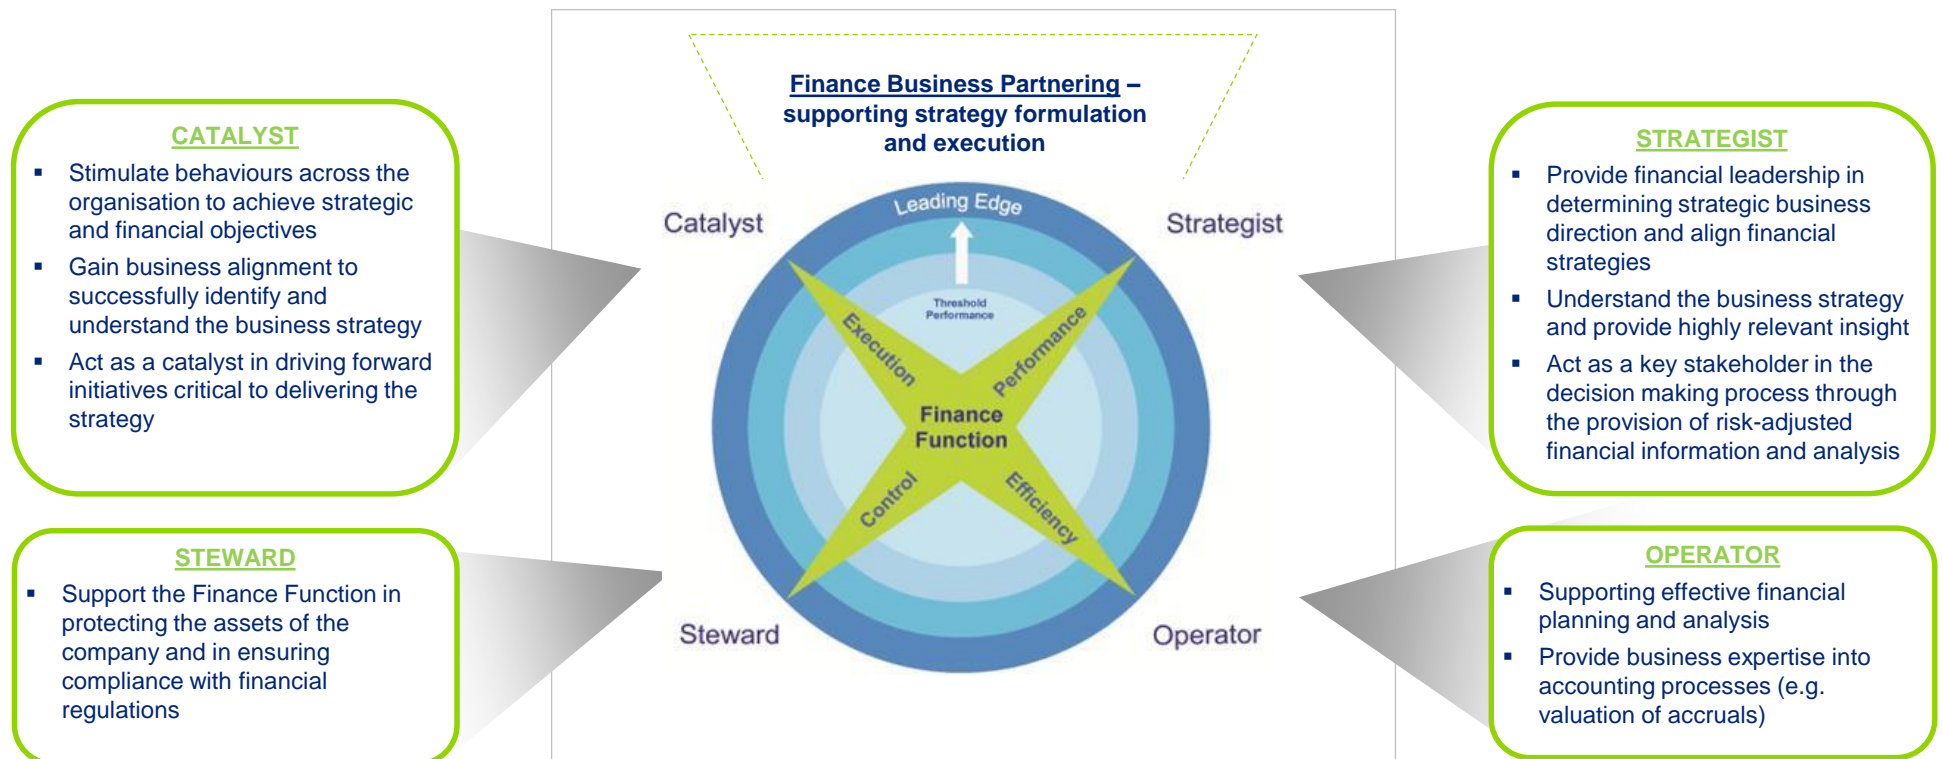 Finance Business Partnering –
supporting strategy formulation
and execution
CATALYST
▪ Stimulate behaviours across the
organisation to achieve strategic
and financial objectives
▪ Gain business alignment to
successfully identify and
understand the business strategy
▪ Act as a catalyst in driving forward
initiatives critical to delivering the
strategy
STEWARD
▪ Support the Finance Function in
protecting the assets of the
company and in ensuring
compliance with financial
regulations
Catalyst
Strategist
Leading Edge
Threshold
Performance
Execution
Performance
Finance
Function
Control
Efficiency
Steward
Operator
STRATEGIST
▪ Provide financial leadership in
determining strategic business
direction and align financial
strategies
▪ Understand the business strategy
and provide highly relevant insight
▪ Act as a key stakeholder in the
decision making process through
the provision of risk-adjusted
financial information and analysis
OPERATOR
▪ Supporting effective financial
planning and analysis
▪ Provide business expertise into
accounting processes (e.g.
valuation of accruals)